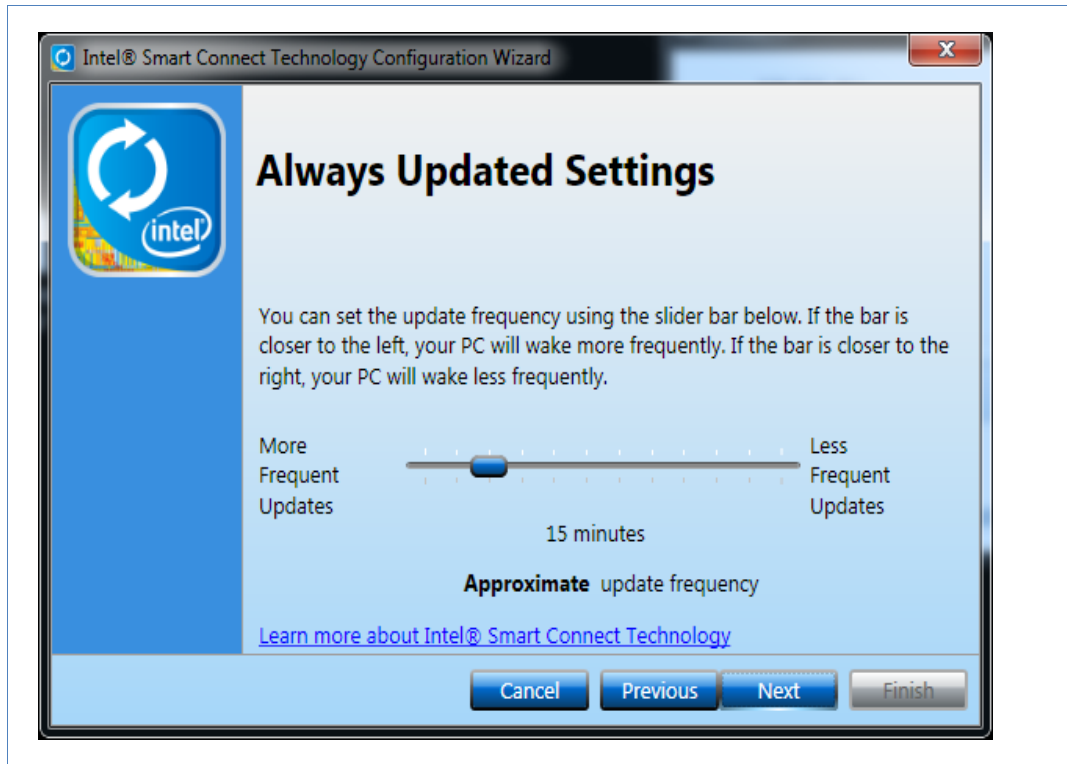 Intel® Smart Connect Technology Configuration Wizard
X
intel
Always Updated Settings
You can set the update frequency using the slider bar below. If the bar is
closer to the left, your PC will wake more frequently. If the bar is closer to the
right, your PC will wake less frequently.
More
Frequent
Updates
Less
Frequent
Updates
15 minutes
Approximate update frequency
Learn more about Intel® Smart Connect Technology
Cancel Previous Next Finish